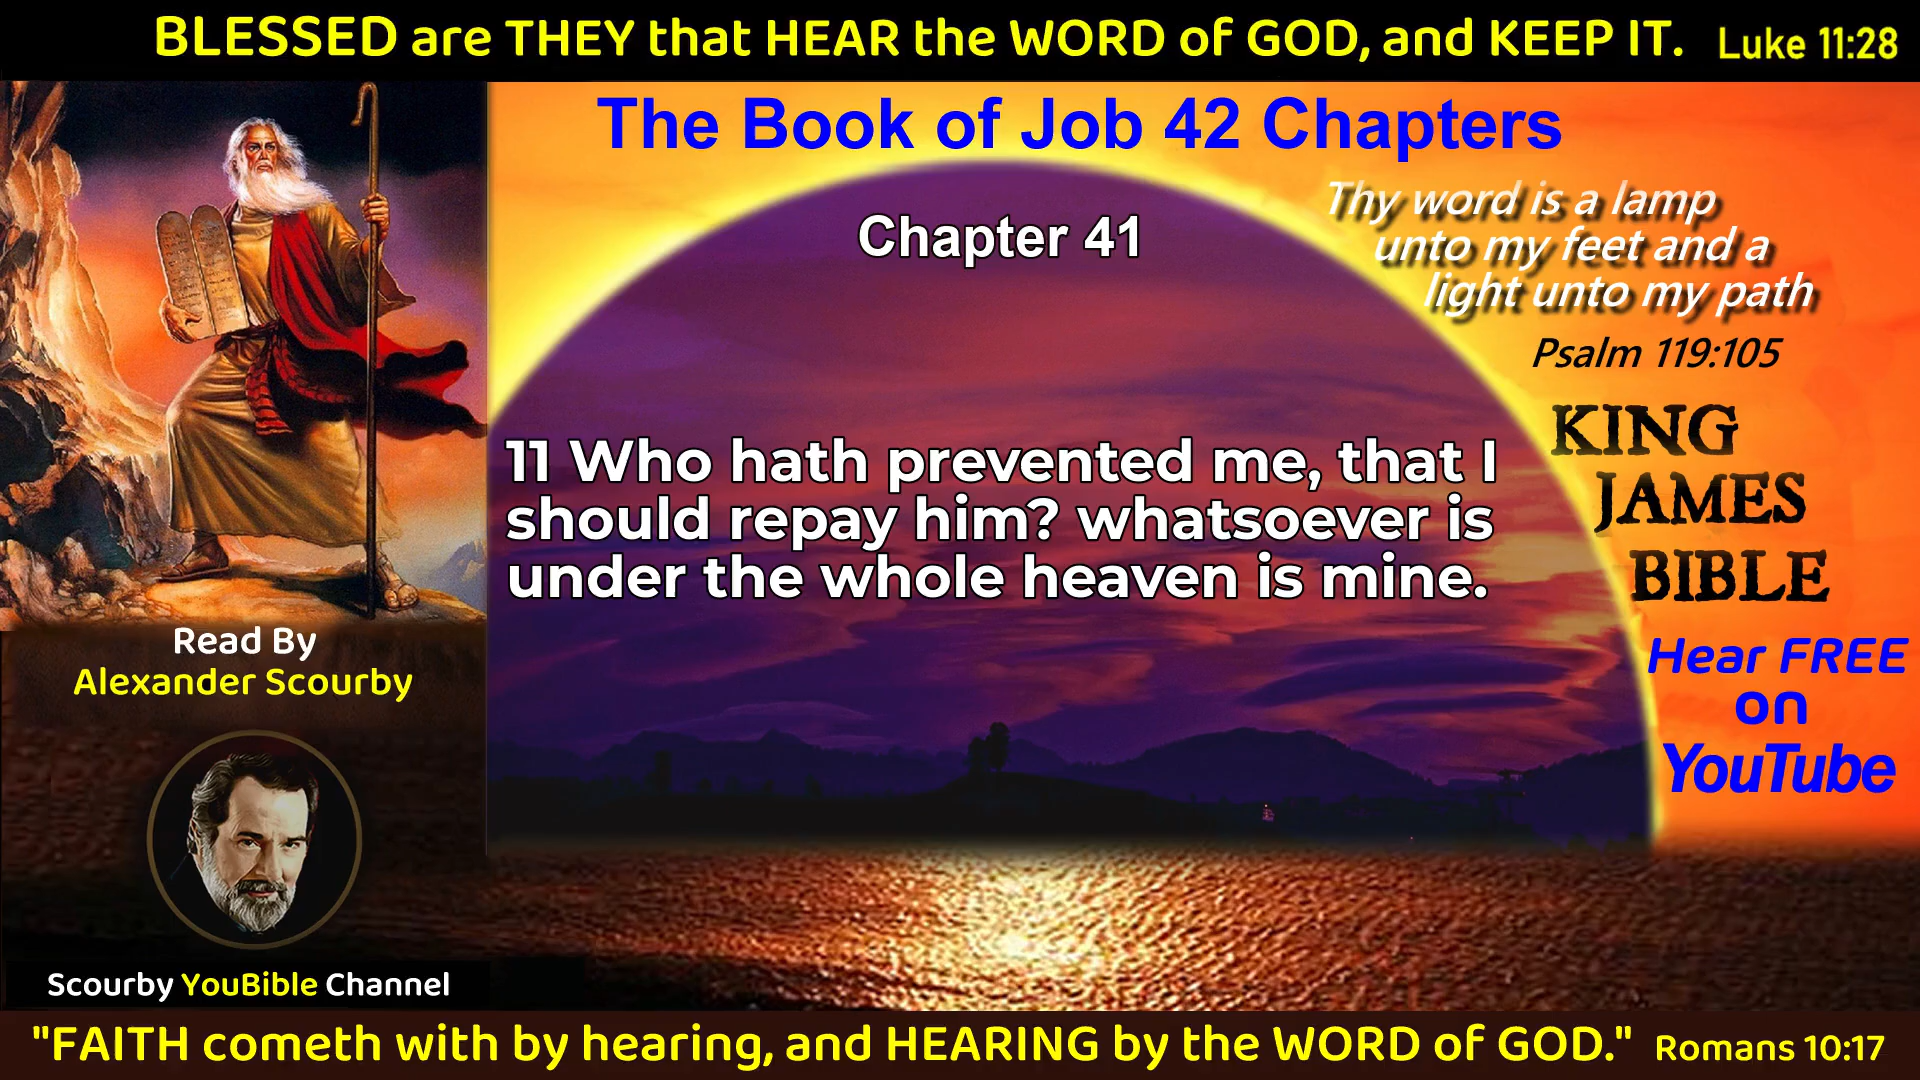 BLESSED are THEY that HEAR the WORD of GOD, and KEEP IT. Luke 11:28
The Book of Job 42 Chapters
Chapter 41
Thy word is a lamp
unto my feet and a
light unto my path
Psalm 119:105
11 Who hath prevented me, that I
should repay him? whatsoever is
under the whole heaven is mine.
KING
JAMES
BIBLE
Hear FREE
on
YouTube
Read By
Alexander Scourby
Scourby YouBible Channel
"FAITH cometh with by hearing, and HEARING by the WORD of GOD." Romans 10:17